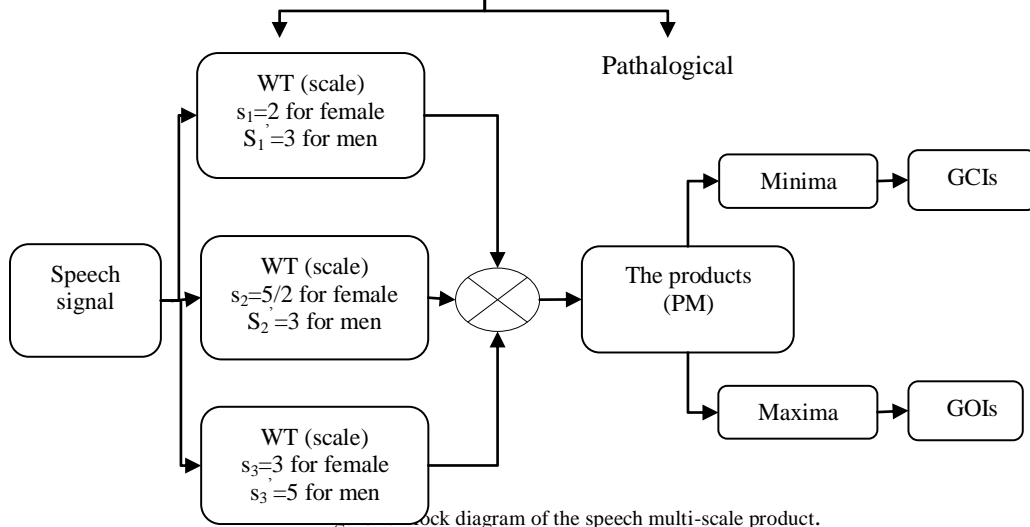 Pathalogical
WT (scale)
s₁=2 for female
S₁'=3 for men
Speech
signal
WT (scale)
s₂=5/2 for female
S₂'=3 for men
WT (scale)
s₃=3 for female
s₃'=5 for men
The products
(PM)
Minima
GCIs
Maxima
GOIs
diagram of the speech multi-scale product.